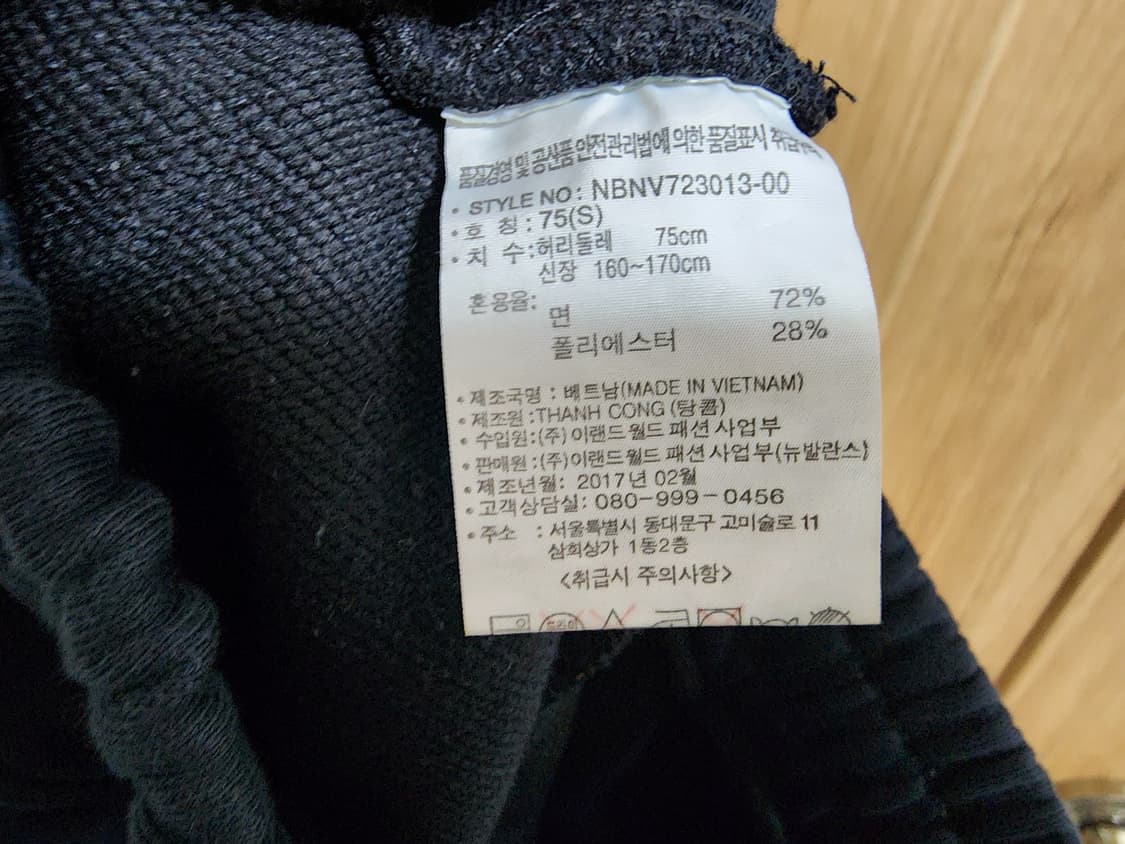 품질경영 및 공산품 안전관리법에 의한 품질표시 취급
• STYLE NO: NBNV723013-00
• 호 칭 : 75(S)
• 치 수 : 허리둘레 75cm
신장 160~170cm
혼용율:
면 72%
폴리에스터 28%
• 제조국명 : 베트남(MADE IN VIETNAM)
• 제조원 : THANH CONG (탕콤)
• 수입원:(주)이랜드월드 패션사업부
• 판매원 :(주)이랜드월드 패션사업부(뉴발란스)
• 제조년월: 2017년 02월
• 고객상담실: 080-999-0456
• 주소 : 서울특별시 동대문구 고미술로 11
삼희상가 1동2층
<취급시 주의사항>